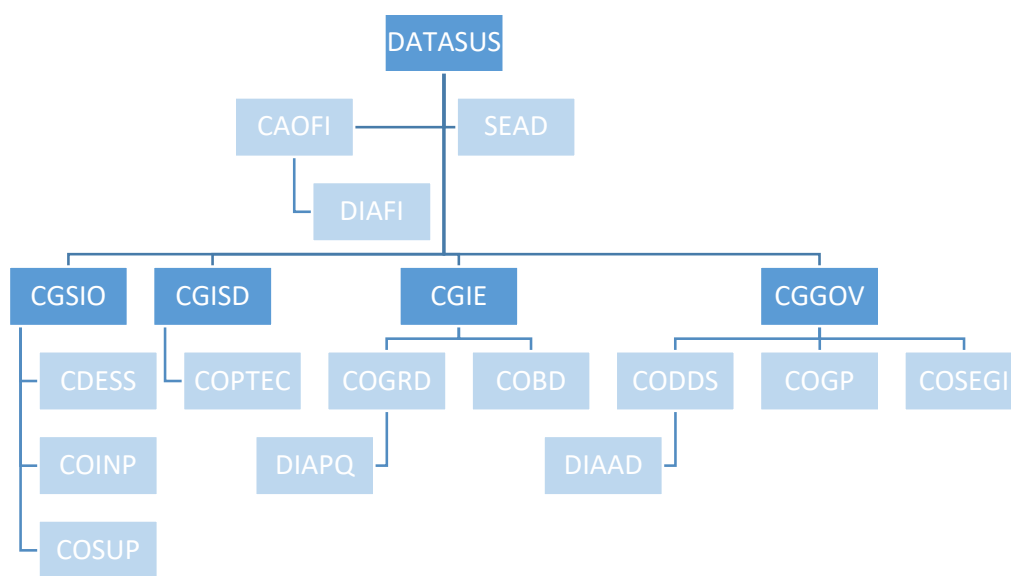 DATASUS
CAOFI
SEAD
DIAFI
CGSIO
CGISD
CGIE
CGGOV
CDESS
COPTEC
COGRD
COBD
CODDS
COGP
COSEGI
COINP
DIAPQ
DIAAD
COSUP